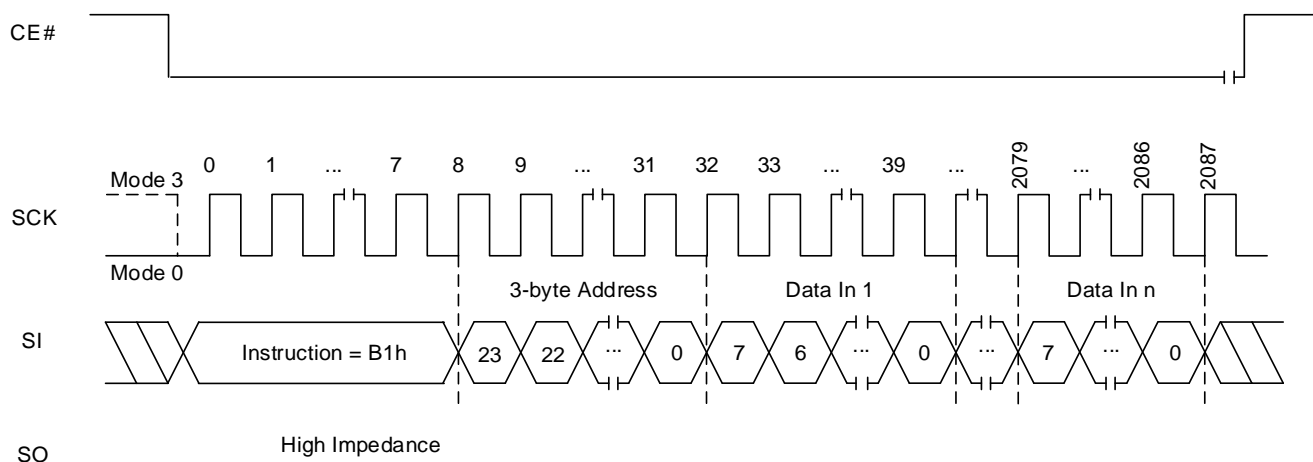 CE#
0 1 ... 7 8 9 ... 31 32 33 ... 39 ... 2079 ... 2086 2087
Mode 3
SCK
Mode 0
3-byte Address Data In 1 Data In n
SI
Instruction = B1h 23 22 ... 0 7 6 ... 0 ... 7 ... 0
High Impedance
SO